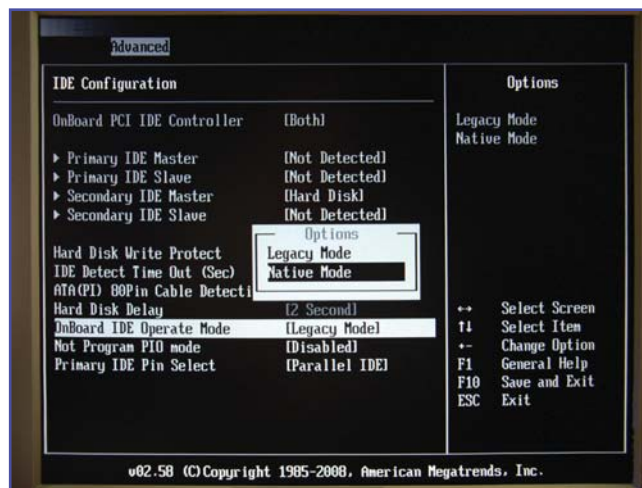 Advanced
IDE Configuration
OnBoard PCI IDE Controller [Both]
Primary IDE Master [Not Detected]
Primary IDE Slave [Not Detected]
Secondary IDE Master [Hard Disk]
Secondary IDE Slave [Not Detected]
Hard Disk Write Protect
IDE Detect Time Out (Sec)
ATA(PI) 80Pin Cable Detecti
Hard Disk Delay [2 Second]
OnBoard IDE Operate Mode [Legacy Mode]
Not Program PIO mode [Disabled]
Primary IDE Pin Select [Parallel IDE]
Options
Legacy Mode
Native Mode
Options
Legacy Mode
Native Mode
↔ Select Screen
↑↓ Select Item
+- Change Option
F1 General Help
F10 Save and Exit
ESC Exit
v02.58 (C)Copyright 1985-2008, American Megatrends, Inc.